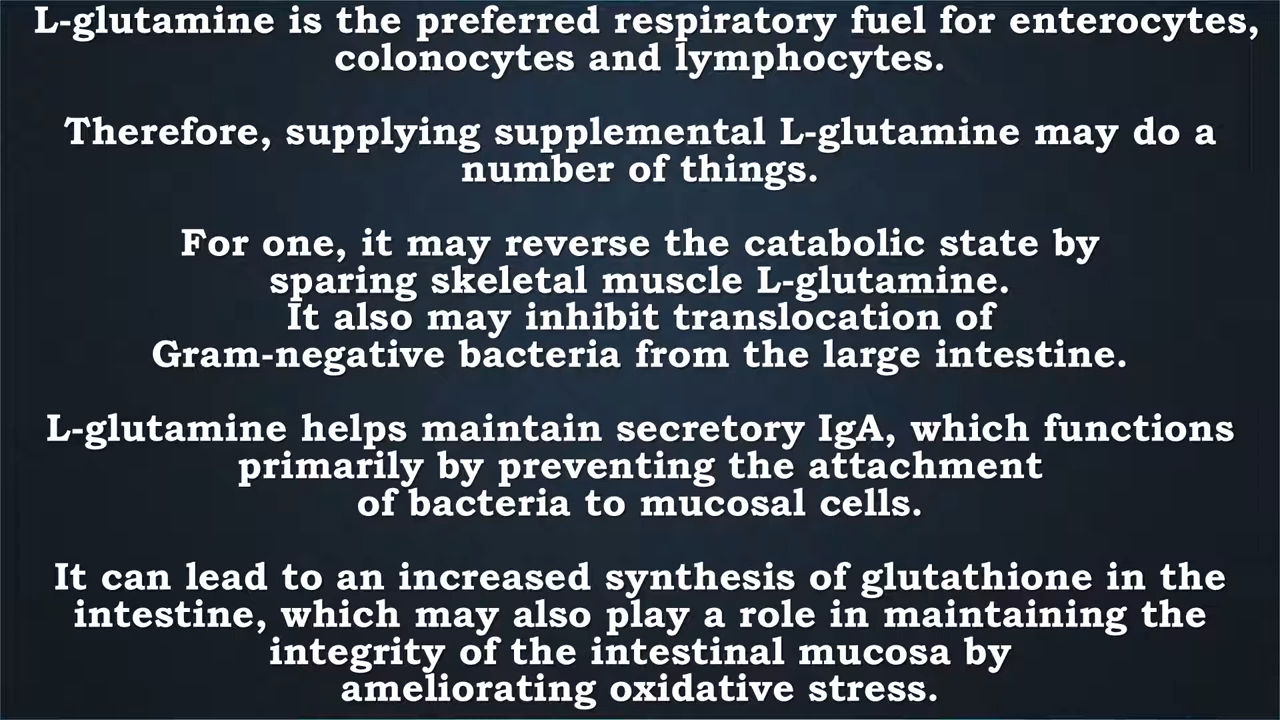 L-glutamine is the preferred respiratory fuel for enterocytes,
colonocytes and lymphocytes.
Therefore, supplying supplemental L-glutamine may do a
number of things.
For one, it may reverse the catabolic state by
sparing skeletal muscle L-glutamine.
It also may inhibit translocation of
Gram-negative bacteria from the large intestine.
L-glutamine helps maintain secretory IgA, which functions
primarily by preventing the attachment
of bacteria to mucosal cells.
It can lead to an increased synthesis of glutathione in the
intestine, which may also play a role in maintaining the
integrity of the intestinal mucosa by
ameliorating oxidative stress.